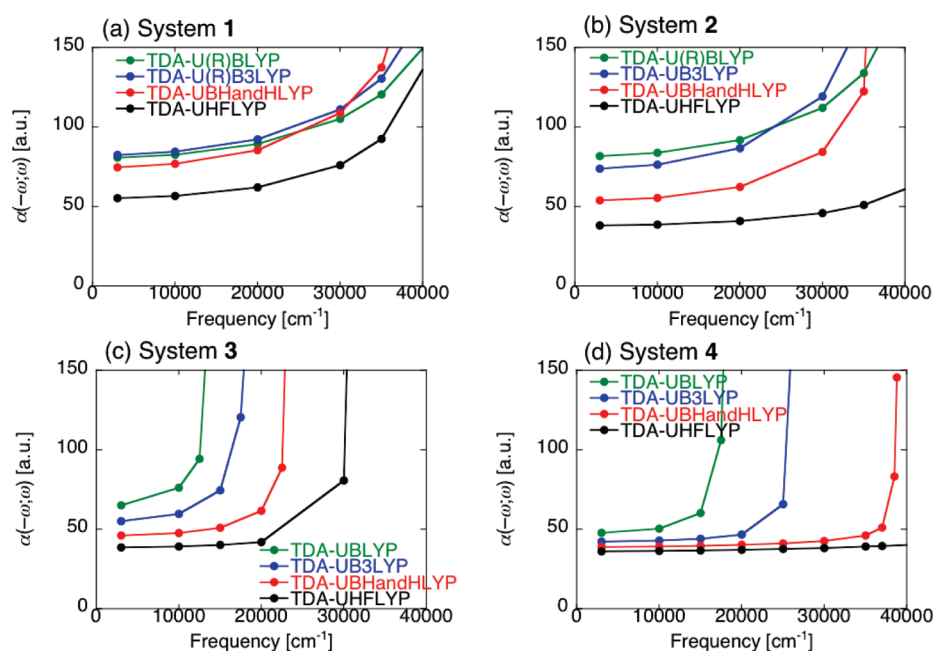 (a) System 1
150
100
50
0
α(−ω;ω) [a.u.]
TDA-U(R)BLYP
TDA-U(R)B3LYP
TDA-UBHandHLYP
TDA-UHFLYP
0 10000 20000 30000 40000
Frequency [cm⁻¹]
(b) System 2
150
100
50
0
α(−ω;ω) [a.u.]
TDA-U(R)BLYP
TDA-UB3LYP
TDA-UBHandHLYP
TDA-UHFLYP
0 10000 20000 30000 40000
Frequency [cm⁻¹]
(c) System 3
150
100
50
0
α(−ω;ω) [a.u.]
TDA-UBLYP
TDA-UB3LYP
TDA-UBHandHLYP
TDA-UHFLYP
0 10000 20000 30000 40000
Frequency [cm⁻¹]
(d) System 4
150
100
50
0
α(−ω;ω) [a.u.]
TDA-UBLYP
TDA-UB3LYP
TDA-UBHandHLYP
TDA-UHFLYP
0 10000 20000 30000 40000
Frequency [cm⁻¹]